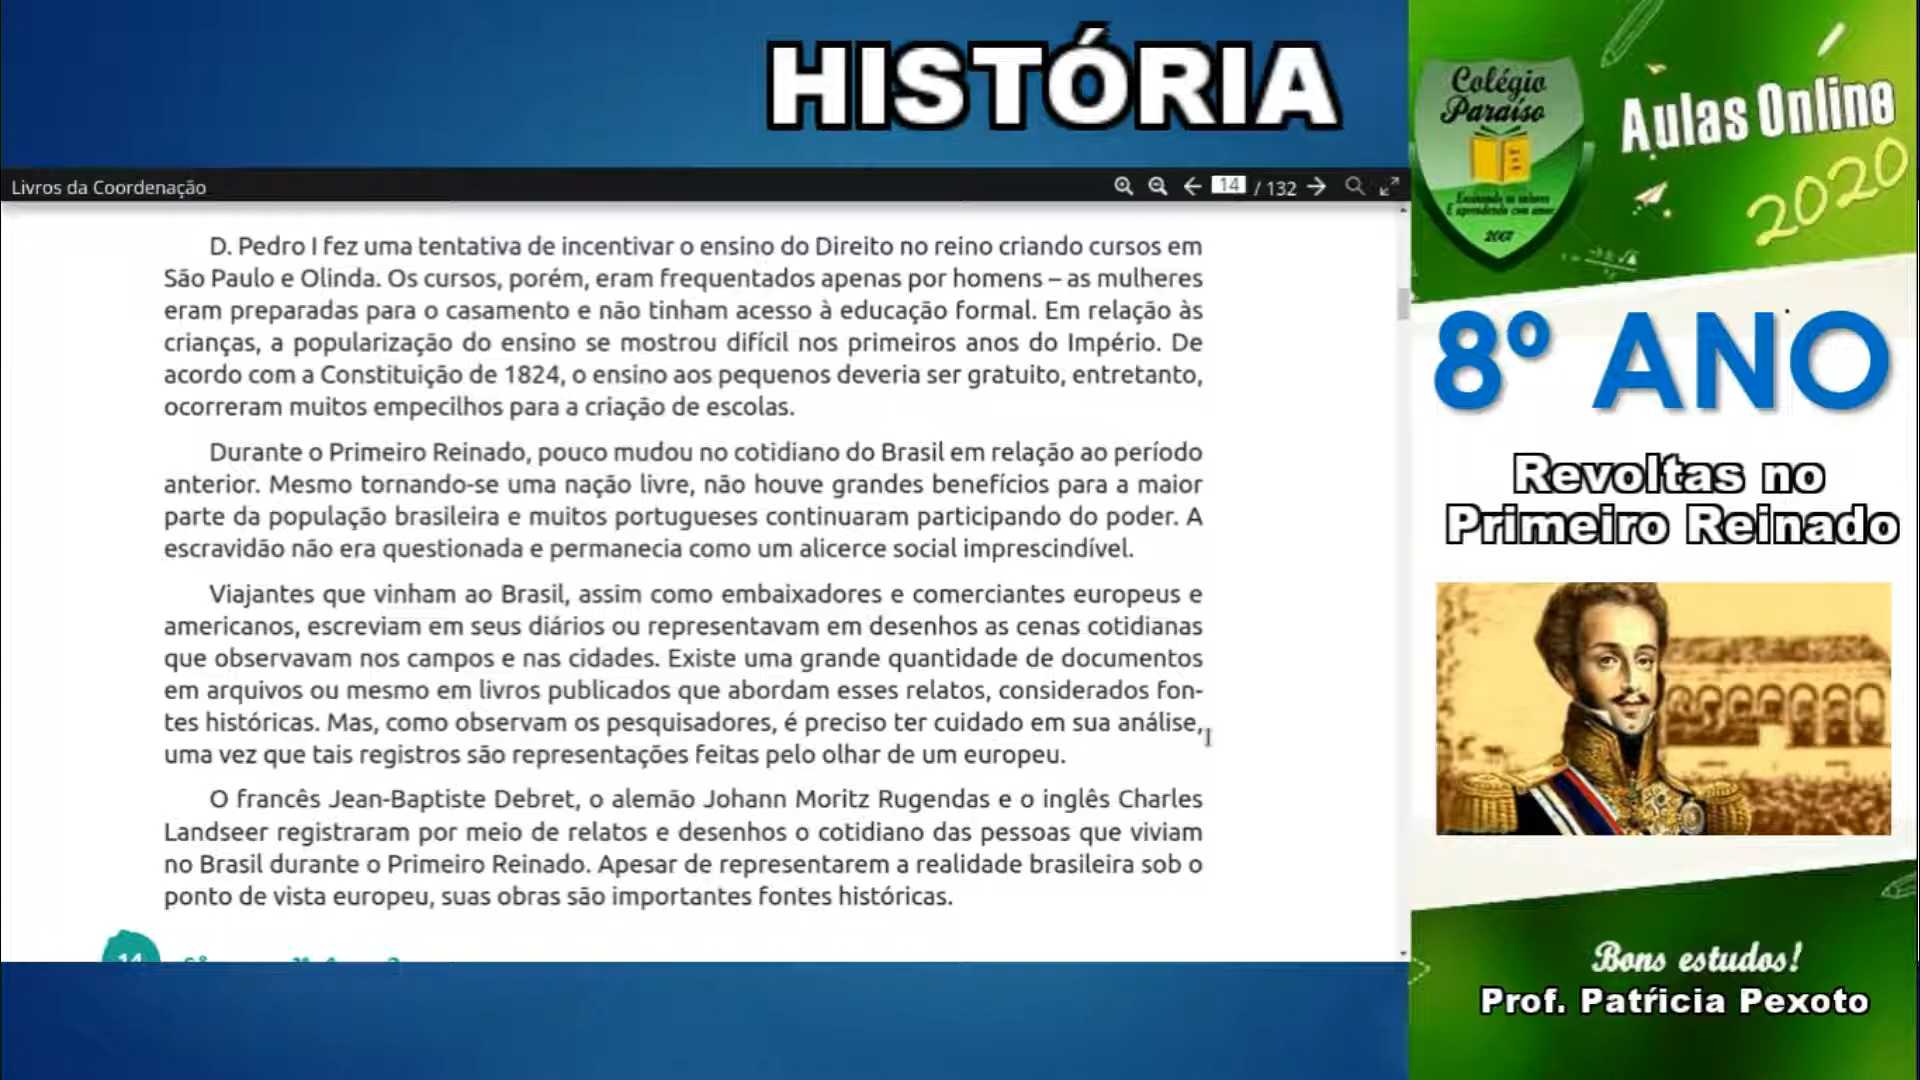 HISTÓRIA
Livros da Coordenação
14 / 132
D. Pedro I fez uma tentativa de incentivar o ensino do Direito no reino criando cursos em
São Paulo e Olinda. Os cursos, porém, eram frequentados apenas por homens – as mulheres
eram preparadas para o casamento e não tinham acesso à educação formal. Em relação às
crianças, a popularização do ensino se mostrou difícil nos primeiros anos do Império. De
acordo com a Constituição de 1824, o ensino aos pequenos deveria ser gratuito, entretanto,
ocorreram muitos empecilhos para a criação de escolas.
Durante o Primeiro Reinado, pouco mudou no cotidiano do Brasil em relação ao período
anterior. Mesmo tornando-se uma nação livre, não houve grandes benefícios para a maior
parte da população brasileira e muitos portugueses continuaram participando do poder. A
escravidão não era questionada e permanecia como um alicerce social imprescindível.
Viajantes que vinham ao Brasil, assim como embaixadores e comerciantes europeus e
americanos, escreviam em seus diários ou representavam em desenhos as cenas cotidianas
que observavam nos campos e nas cidades. Existe uma grande quantidade de documentos
em arquivos ou mesmo em livros publicados que abordam esses relatos, considerados fon-
tes históricas. Mas, como observam os pesquisadores, é preciso ter cuidado em sua análise,
uma vez que tais registros são representações feitas pelo olhar de um europeu.
O francês Jean-Baptiste Debret, o alemão Johann Moritz Rugendas e o inglês Charles
Landseer registraram por meio de relatos e desenhos o cotidiano das pessoas que viviam
no Brasil durante o Primeiro Reinado. Apesar de representarem a realidade brasileira sob o
ponto de vista europeu, suas obras são importantes fontes históricas.
14
Colégio
Paraíso
2007
Aulas Online
2020
8º ANO
Revoltas no
Primeiro Reinado
Bons estudos!
Prof. Patŕicia Pexoto